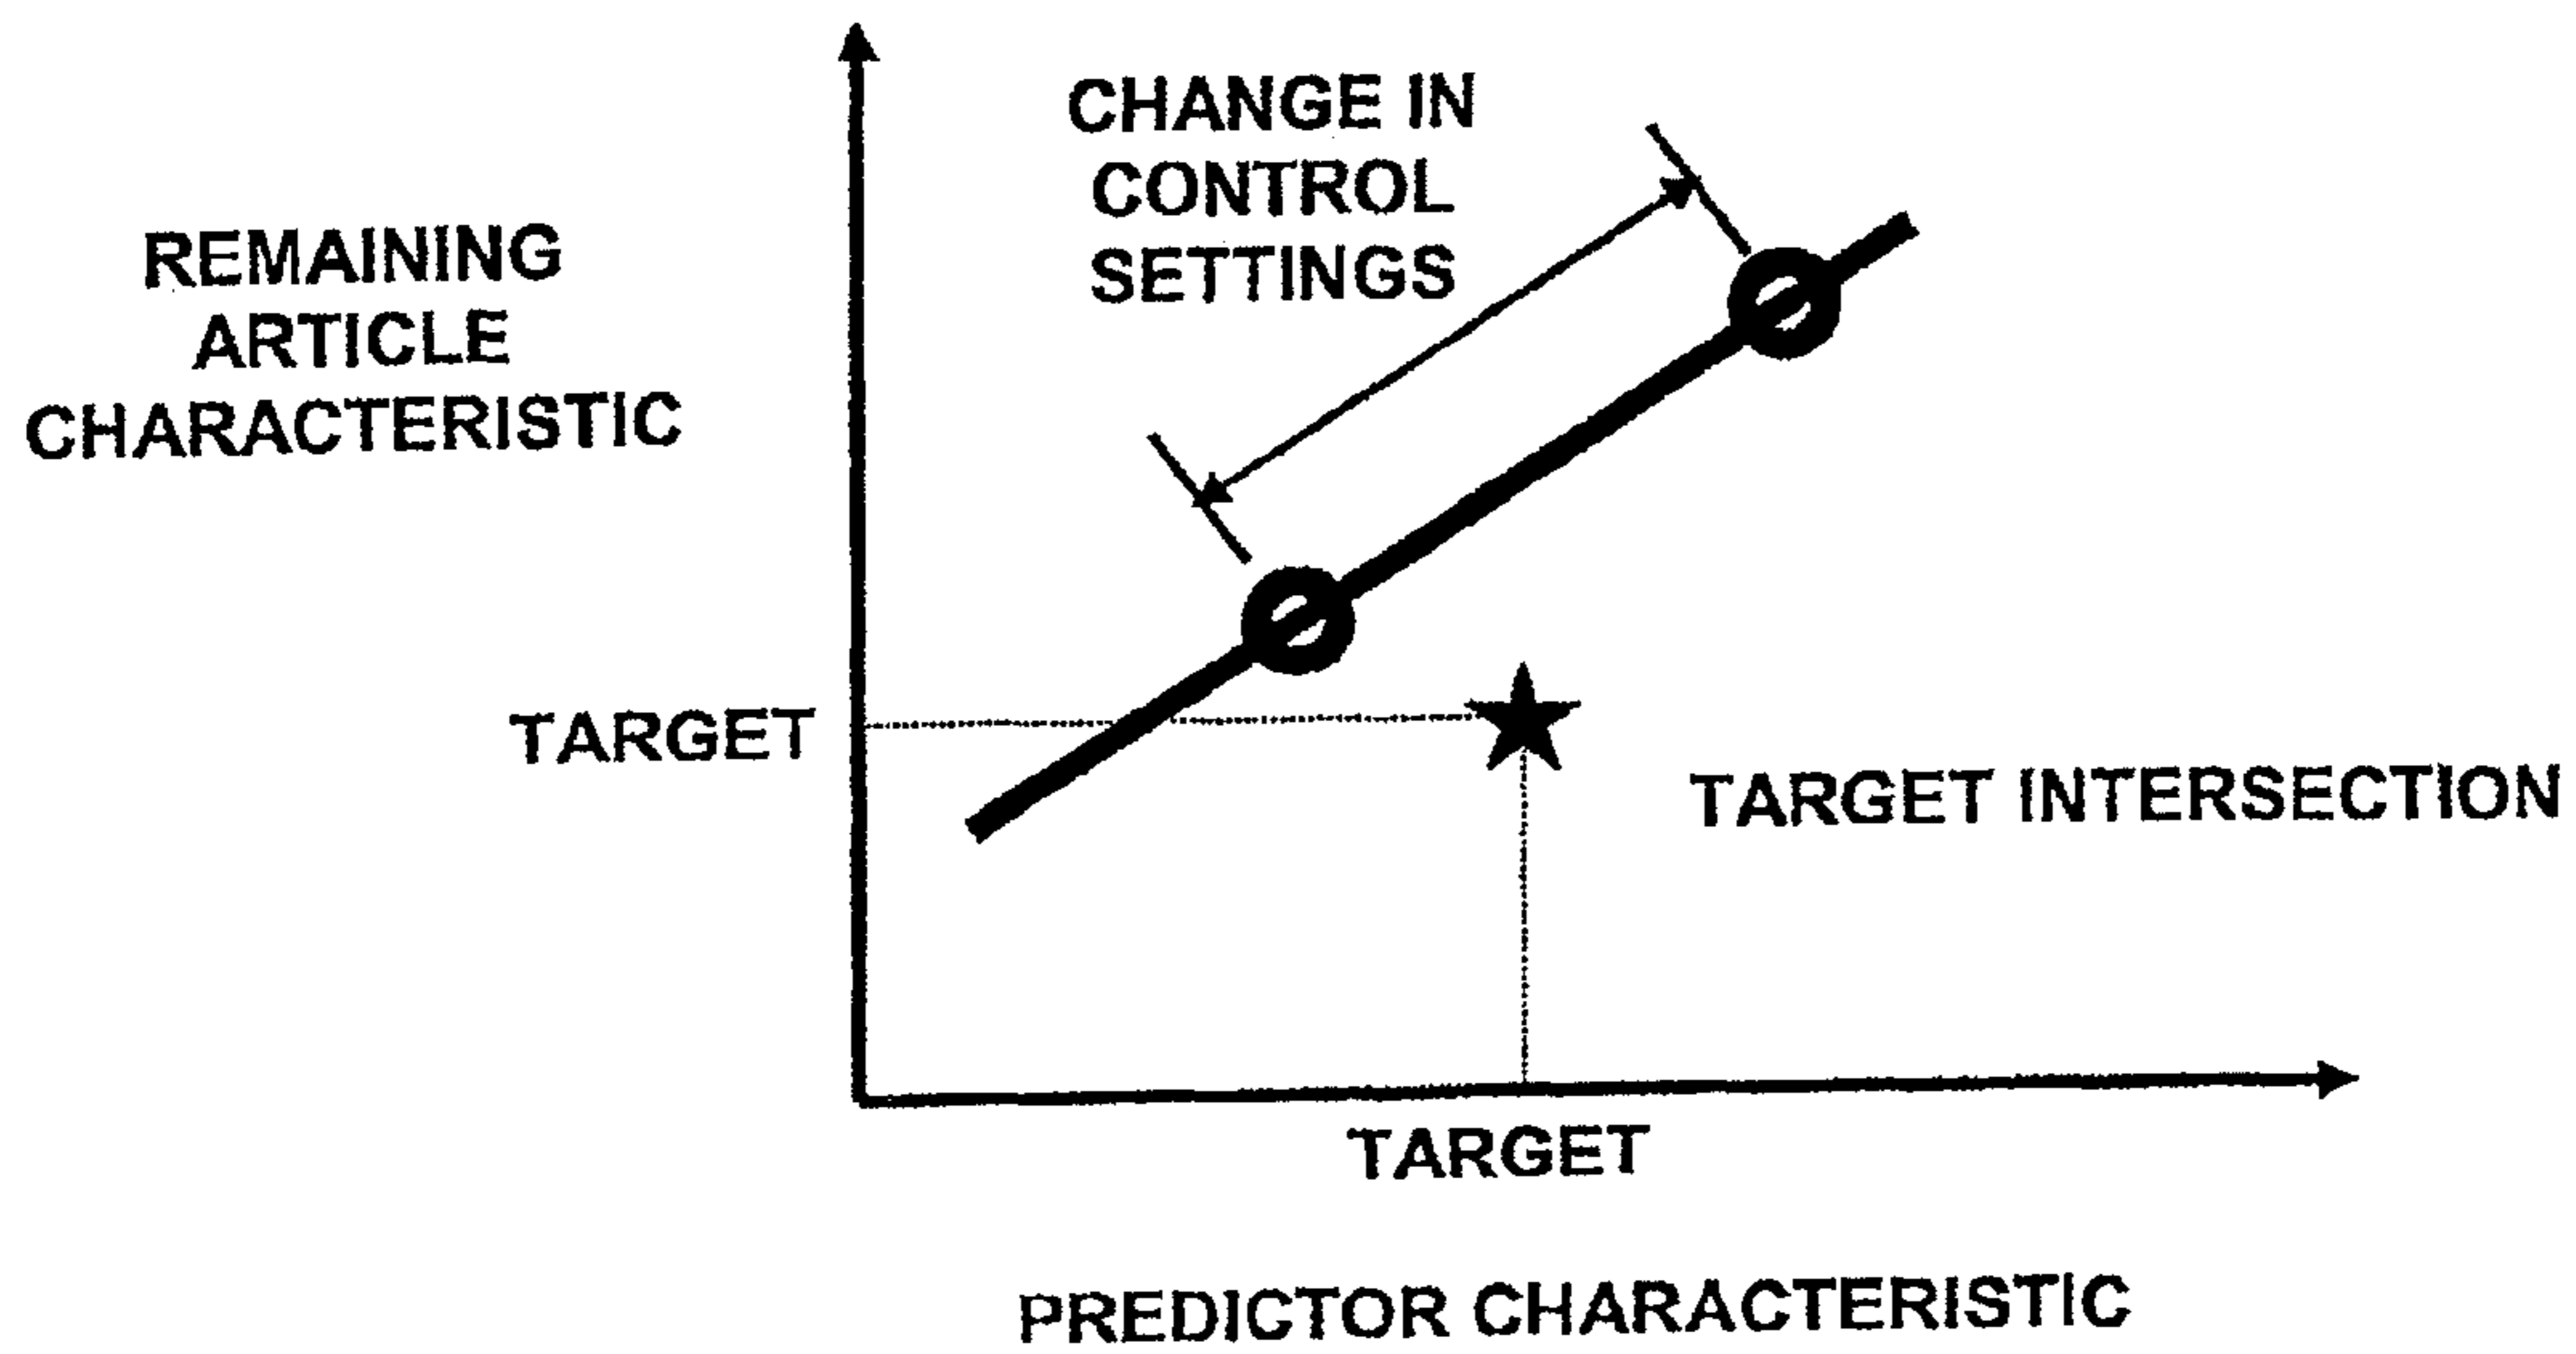 CHANGE IN
CONTROL
SETTINGS
REMAINING
ARTICLE
CHARACTERISTIC
TARGET
TARGET INTERSECTION
TARGET
PREDICTOR CHARACTERISTIC